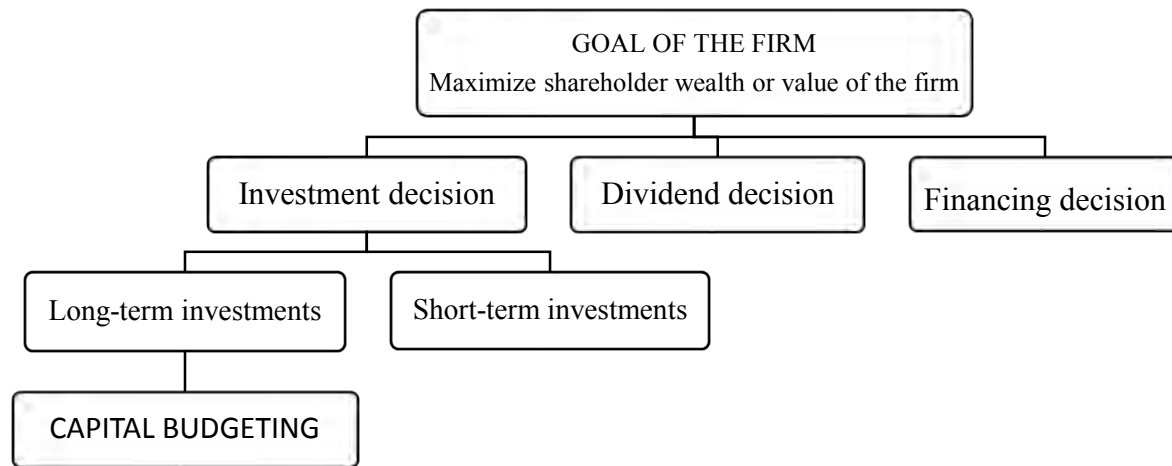 GOAL OF THE FIRM
Maximize shareholder wealth or value of the firm
Investment decision
Dividend decision
Financing decision
Long-term investments
Short-term investments
CAPITAL BUDGETING